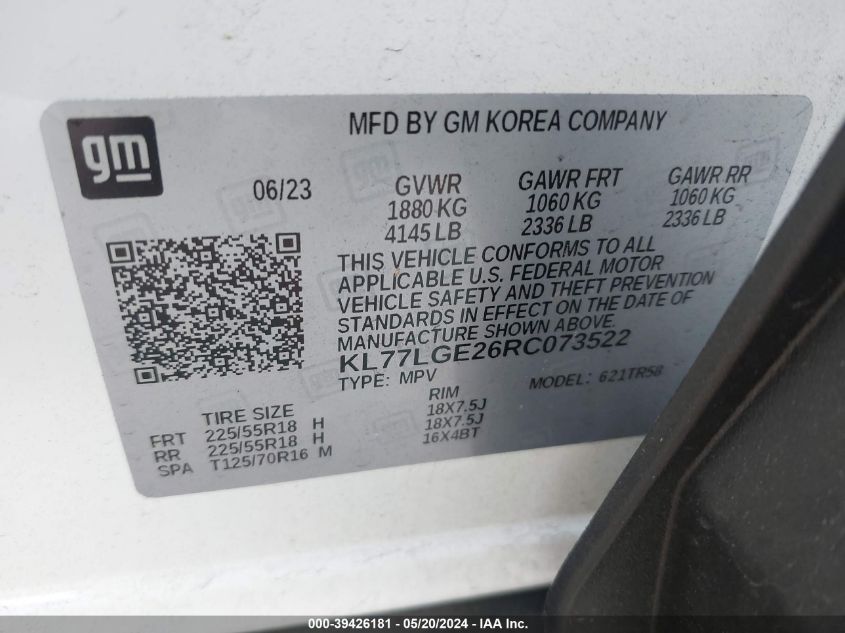 gm
MFD BY GM KOREA COMPANY
06/23 GVWR GAWR FRT GAWR RR
1880 KG 1060 KG 1060 KG
4145 LB 2336 LB 2336 LB
THIS VEHICLE CONFORMS TO ALL
APPLICABLE U.S. FEDERAL MOTOR
VEHICLE SAFETY AND THEFT PREVENTION
STANDARDS IN EFFECT ON THE DATE OF
MANUFACTURE SHOWN ABOVE.
KL77LGE26RC073522
TYPE: MPV MODEL: 621TR58
TIRE SIZE RIM
FRT 225/55R18 H 18X7.5J
RR 225/55R18 H 18X7.5J
SPA T125/70R16 M 16X4BT
000-39426181 - 05/20/2024 - IAA Inc.